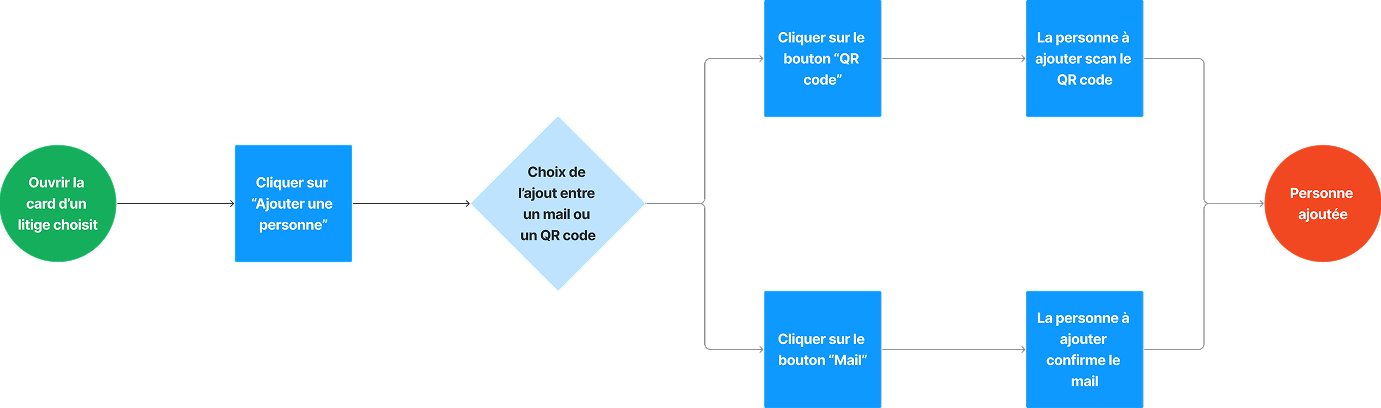 Ouvrir la
card d’un
litige choisit
Cliquer sur
“Ajouter une
personne”
Choix de
l’ajout entre
un mail ou
un QR code
Cliquer sur le
bouton “QR
code”
La personne à
ajouter scan le
QR code
Cliquer sur le
bouton “Mail”
La personne à
ajouter
confirme le
mail
Personne
ajoutée